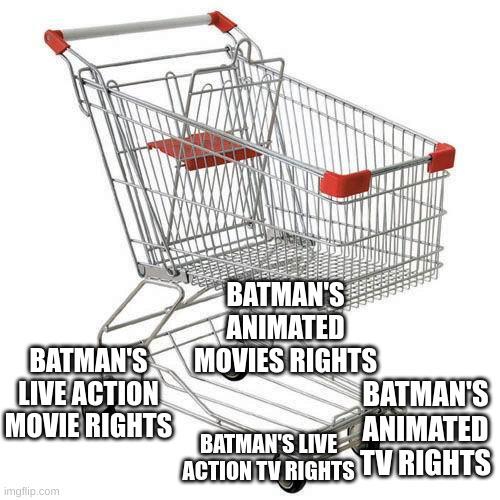 BATMAN'S
ANIMATED
MOVIES RIGHTS
BATMAN'S
LIVE ACTION
MOVIE RIGHTS
BATMAN'S
ANIMATED
TV RIGHTS
BATMAN'S LIVE
ACTION TV RIGHTS
imgflip.com